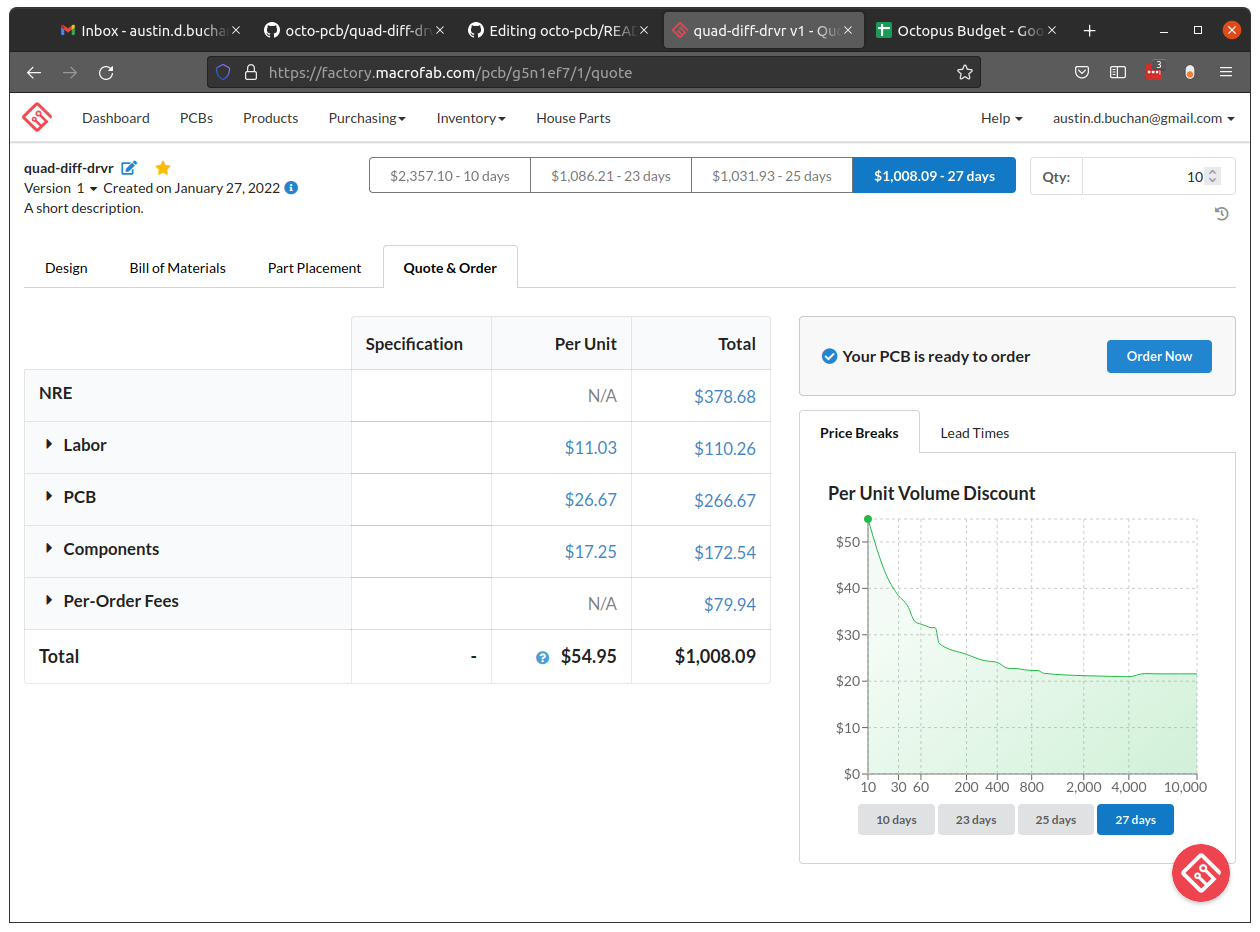 Inbox - austin.d.bucha
octo-pcb/quad-diff-dr
Editing octo-pcb/READ
quad-diff-drvr v1 - Quo
Octopus Budget - Goo
https://factory.macrofab.com/pcb/g5n1ef7/1/quote
3
Dashboard PCBs Products Purchasing Inventory House Parts Help austin.d.buchan@gmail.com
quad-diff-drvr
Version 1 Created on January 27, 2022
A short description.
$2,357.10 - 10 days $1,086.21 - 23 days $1,031.93 - 25 days $1,008.09 - 27 days
Qty: 10
Design Bill of Materials Part Placement Quote & Order
Specification Per Unit Total
NRE N/A $378.68
Labor $11.03 $110.26
PCB $26.67 $266.67
Components $17.25 $172.54
Per-Order Fees N/A $79.94
Total - $54.95 $1,008.09
Your PCB is ready to order Order Now
Price Breaks Lead Times
Per Unit Volume Discount
$50
$40
$30
$20
$10
$0
10 30 60 200 400 800 2,000 4,000 10,000
10 days 23 days 25 days 27 days